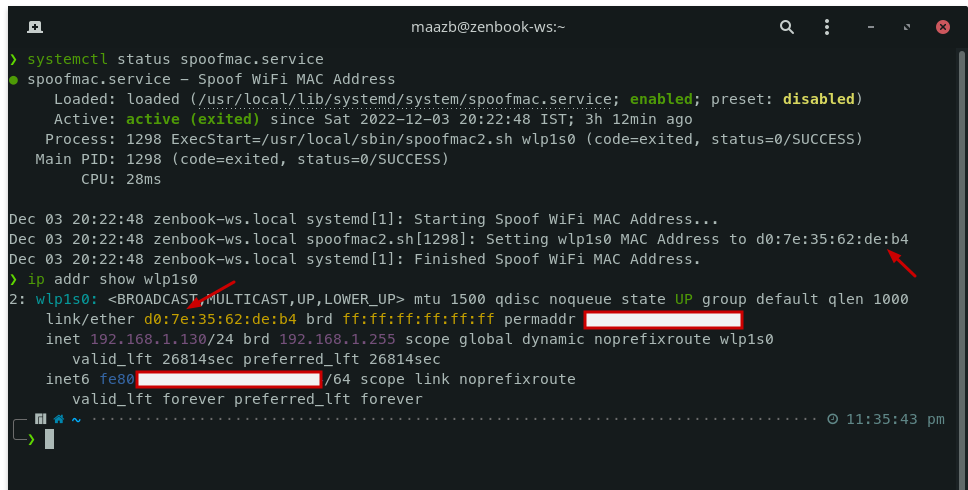 maazb@zenbook-ws:~
❯ systemctl status spoofmac.service
● spoofmac.service - Spoof WiFi MAC Address
     Loaded: loaded (/usr/local/lib/systemd/system/spoofmac.service; enabled; preset: disabled)
     Active: active (exited) since Sat 2022-12-03 20:22:48 IST; 3h 12min ago
    Process: 1298 ExecStart=/usr/local/sbin/spoofmac2.sh wlp1s0 (code=exited, status=0/SUCCESS)
   Main PID: 1298 (code=exited, status=0/SUCCESS)
        CPU: 28ms
Dec 03 20:22:48 zenbook-ws.local systemd[1]: Starting Spoof WiFi MAC Address...
Dec 03 20:22:48 zenbook-ws.local spoofmac2.sh[1298]: Setting wlp1s0 MAC Address to d0:7e:35:62:de:b4
Dec 03 20:22:48 zenbook-ws.local systemd[1]: Finished Spoof WiFi MAC Address.
❯ ip addr show wlp1s0
2: wlp1s0: <BROADCAST,MULTICAST,UP,LOWER_UP> mtu 1500 qdisc noqueue state UP group default qlen 1000
    link/ether d0:7e:35:62:de:b4 brd ff:ff:ff:ff:ff:ff permaddr
    inet 192.168.1.130/24 brd 192.168.1.255 scope global dynamic noprefixroute wlp1s0
       valid_lft 26814sec preferred_lft 26814sec
    inet6 fe80 /64 scope link noprefixroute
       valid_lft forever preferred_lft forever
~ 11:35:43 pm
❯